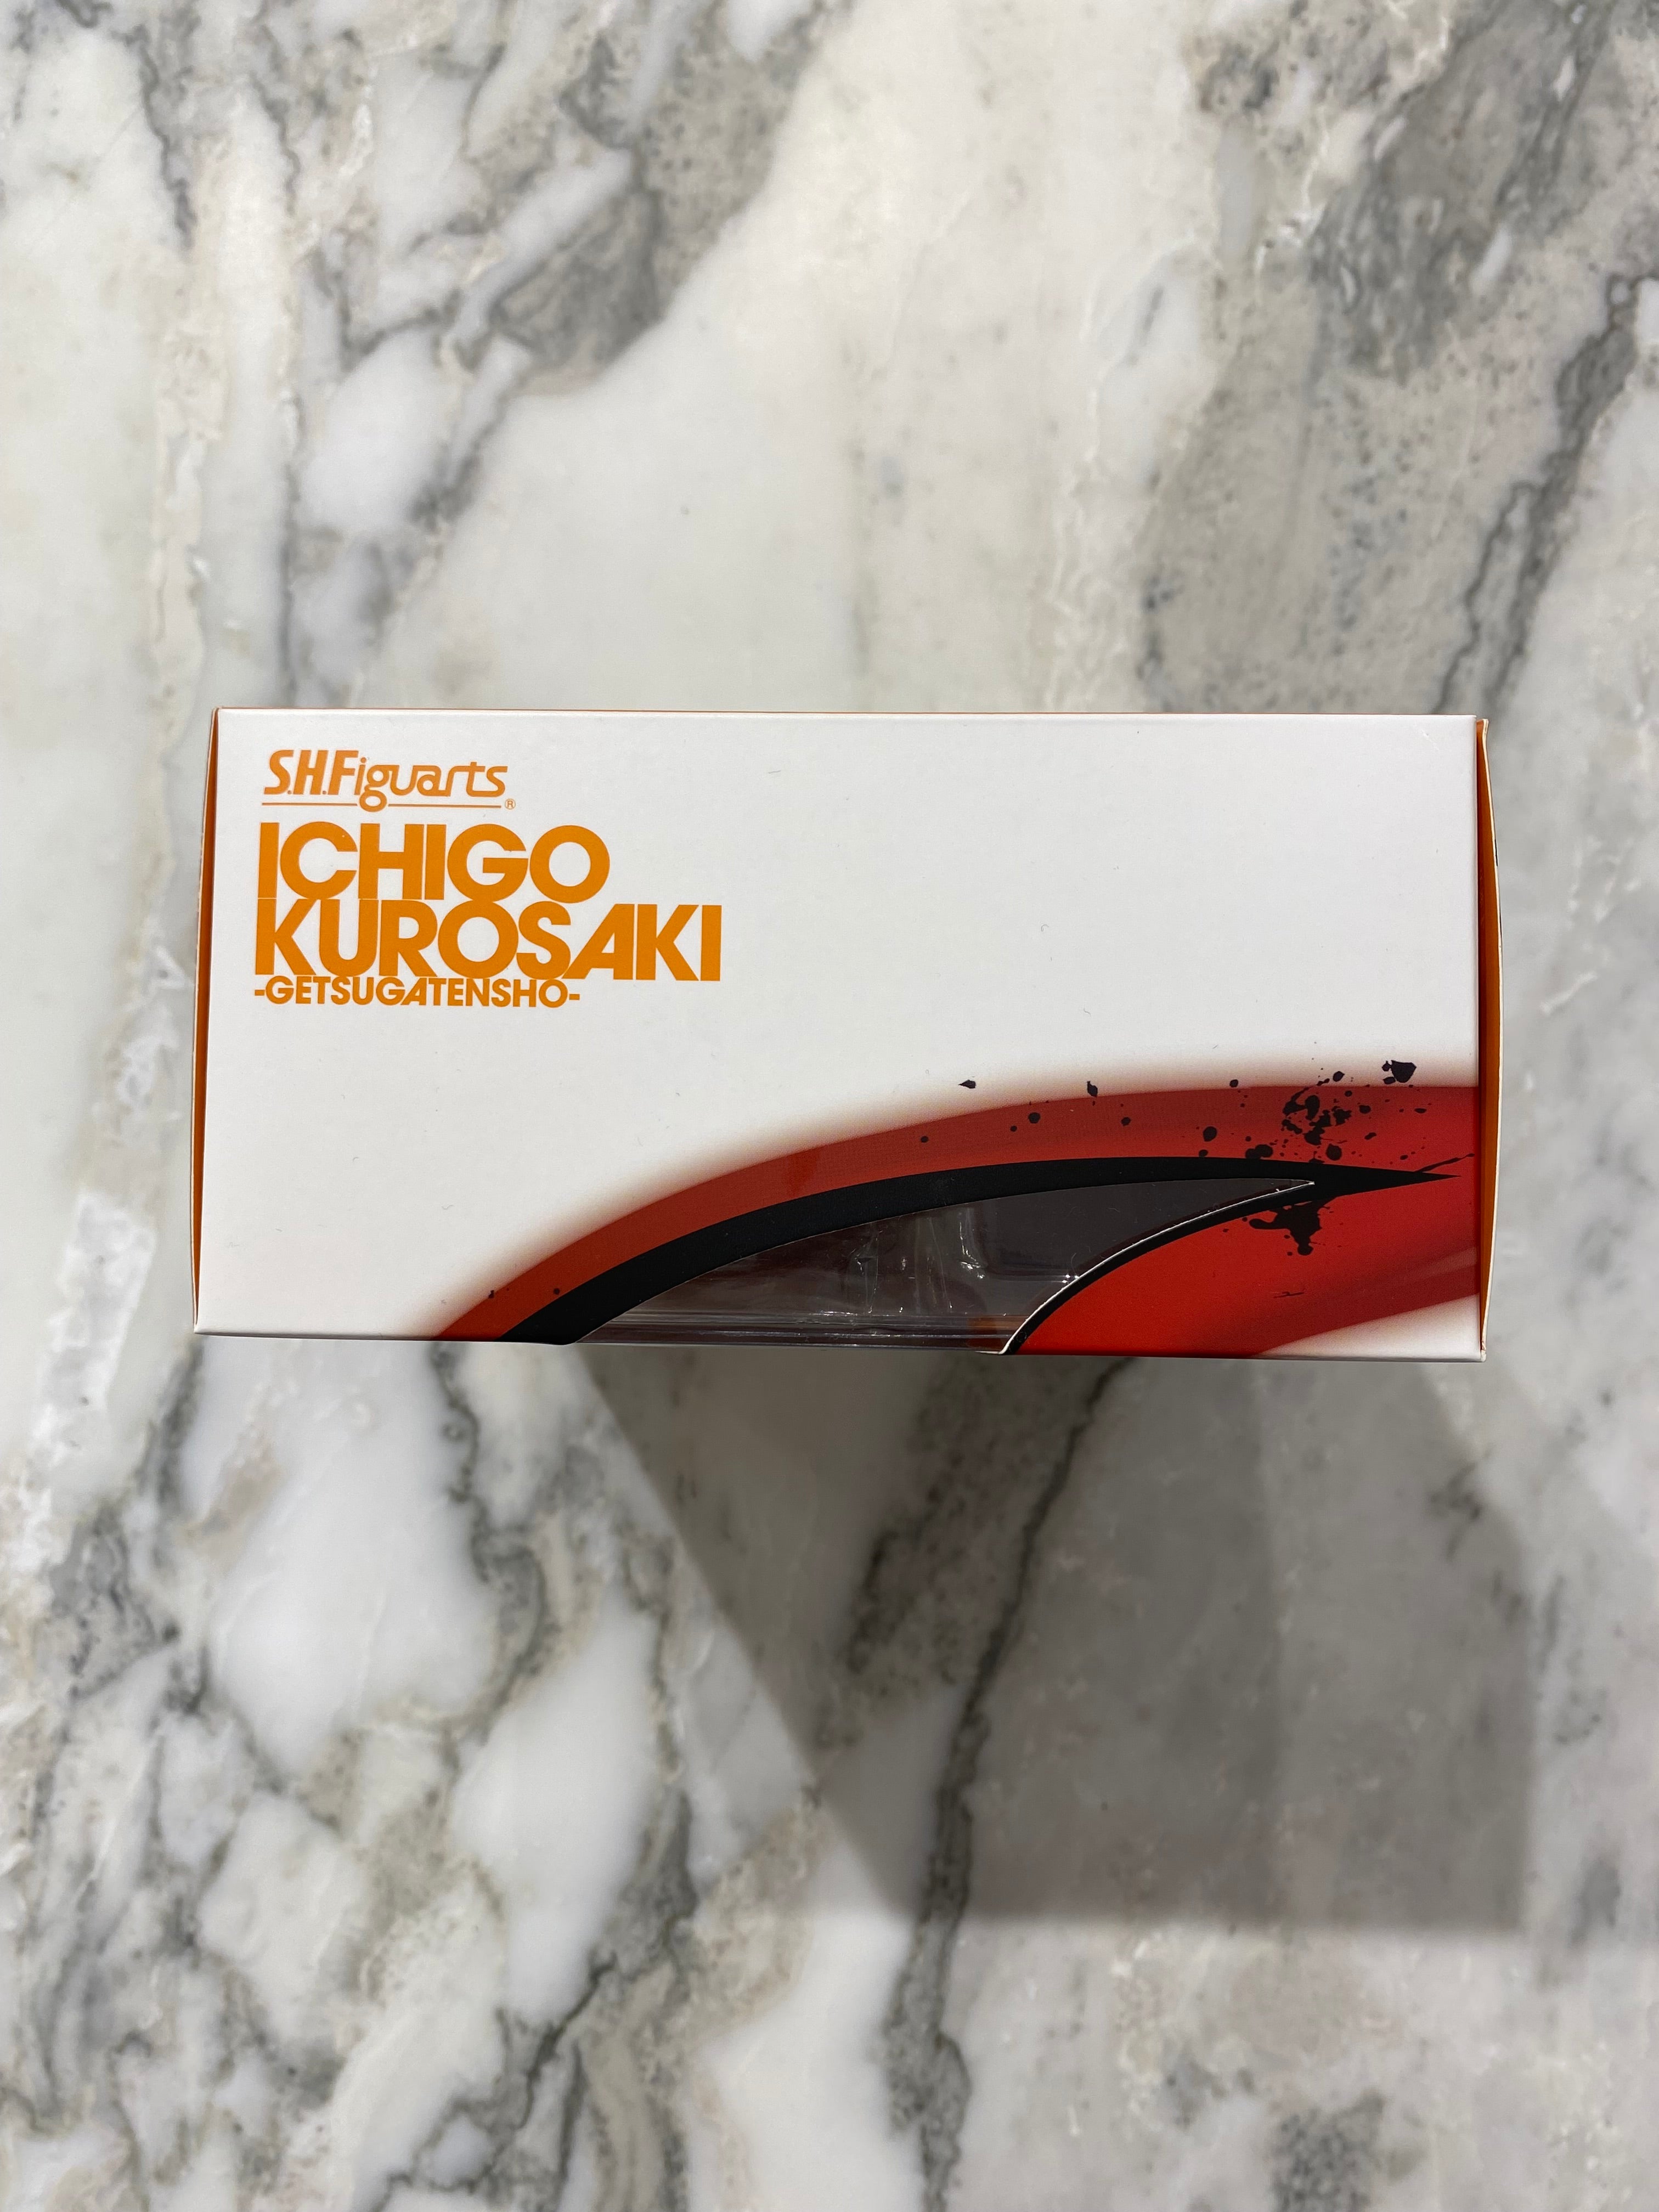 S.H.Figuarts®
ICHIGO
KUROSAKI
-GETSUGATENSHO-